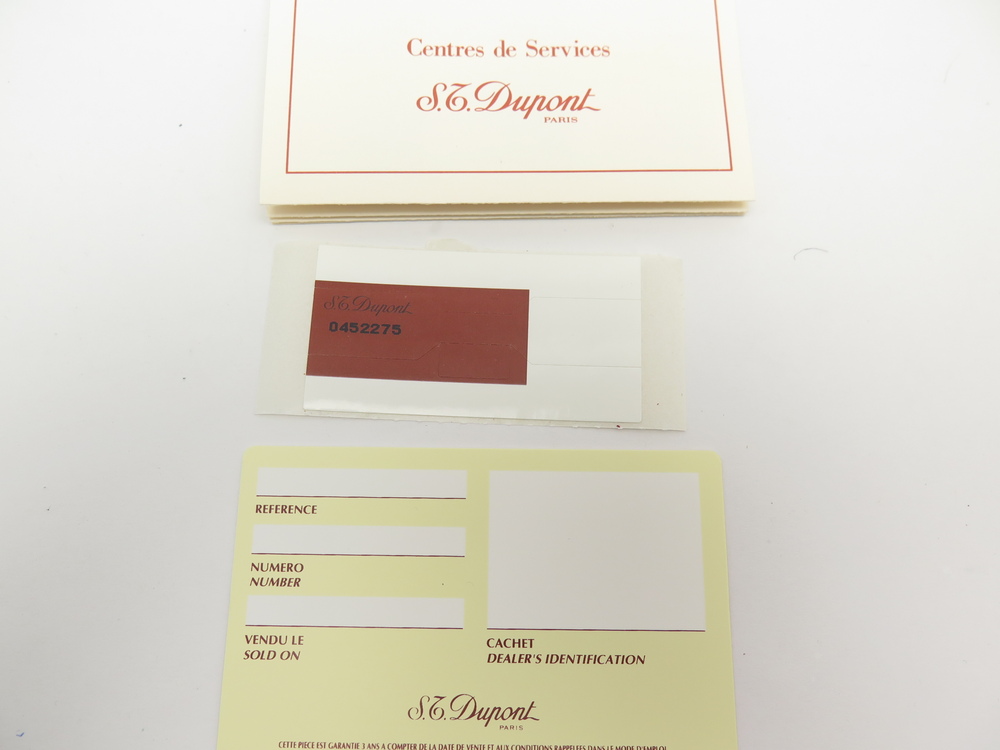 Centres de Services
S.T. Dupont
PARIS
S.T. Dupont
0452275
REFERENCE
NUMERO
NUMBER
VENDU LE
SOLD ON
CACHET
DEALER'S IDENTIFICATION
S.T. Dupont
PARIS
CETTE PIECE EST GARANTIE 3 ANS A COMPTER DE LA DATE DE VENTE ET AUX CONDITIONS RAPPELEES DANS LE MODE D'EMPLOI